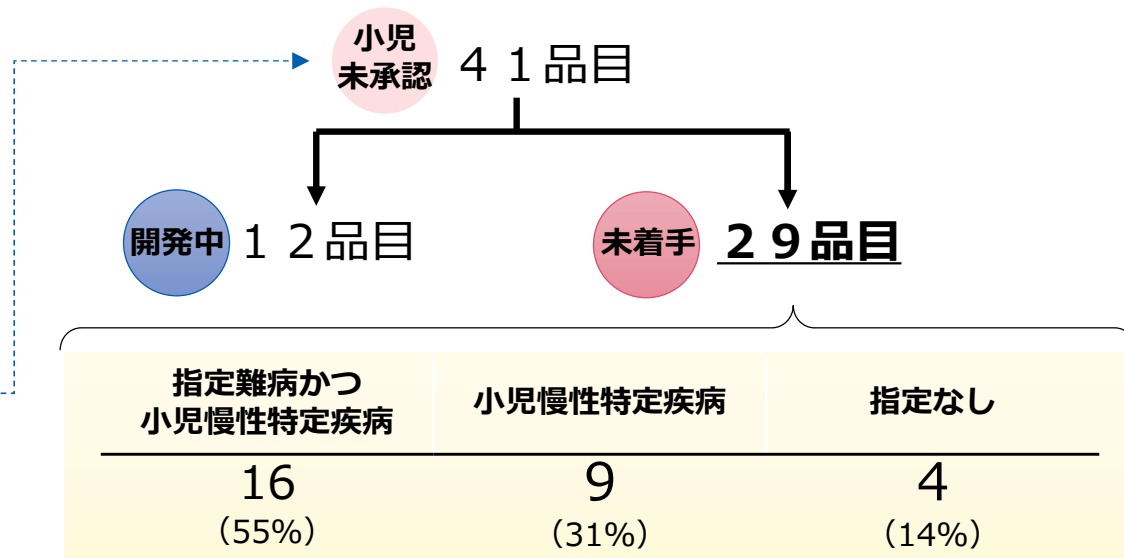 小児
未承認
４１品目
開発中
１２品目
未着手
２９品目
指定難病かつ
小児慢性特定疾病
小児慢性特定疾病
指定なし
16
9
4
（55%）
（31%）
（14%）